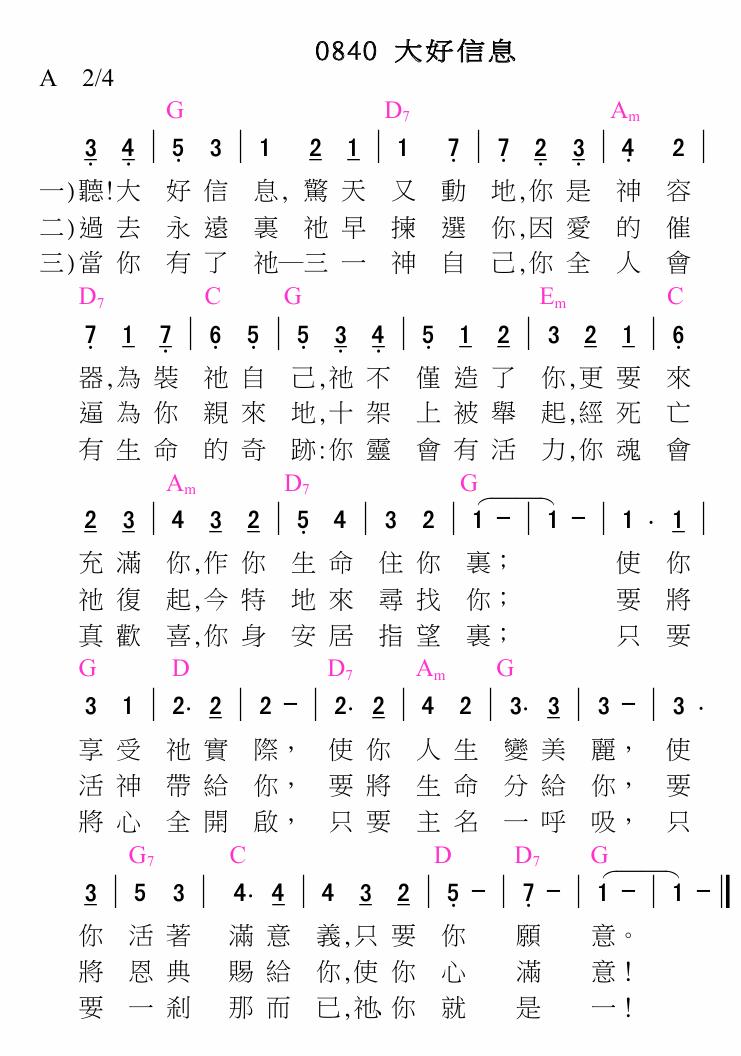 0840 大好信息
A 2/4
G D7 Am
3 4 | 5 3 | 1 2 1 | 1 7 | 7 2 3 | 4 2 |
一)聽!大 好 信 息, 驚 天 又 動 地,你 是 神 容
二)過 去 永 遠 裏 祂 早 揀 選 你,因 愛 的 催
三)當 你 有 了 祂—三 一 神 自 己,你 全 人 會
D7 C G Em C
7 1 7 | 6 5 | 5 3 4 | 5 1 2 | 3 2 1 | 6
器,為 裝 祂 自 己,祂 不 僅 造 了 你,更 要 來
逼 為 你 親 來 地,十 架 上 被 舉 起,經 死 亡
有 生 命 的 奇 跡:你 靈 會 有 活 力,你 魂 會
Am D7 G
2 3 | 4 3 2 | 5 4 | 3 2 | 1 - | 1 - | 1 . 1 |
充 滿 你,作 你 生 命 住 你 裏; 使 你
祂 復 起,今 特 地 來 尋 找 你; 要 將
真 歡 喜,你 身 安 居 指 望 裏; 只 要
G D D7 Am G
3 1 | 2. 2 | 2 - | 2. 2 | 4 2 | 3. 3 | 3 - | 3 .
享 受 祂 實 際, 使 你 人 生 變 美 麗, 使
活 神 帶 給 你, 要 將 生 命 分 給 你, 要
將 心 全 開 啟, 只 要 主 名 一 呼 吸, 只
G7 C D D7 G
3 | 5 3 | 4. 4 | 4 3 2 | 5 - | 7 - | 1 - | 1 - ||
你 活 著 滿 意 義,只 要 你 願 意。
將 恩 典 賜 給 你,使 你 心 滿 意!
要 一 剎 那 而 已,祂、你 就 是 一!